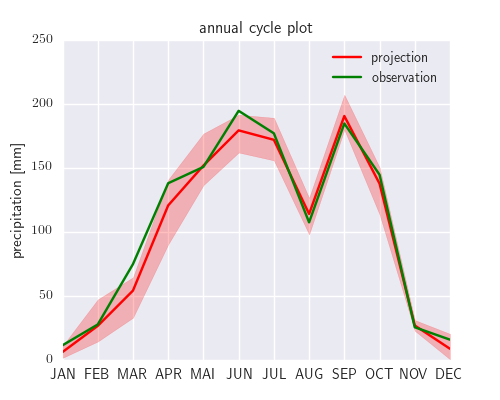 annual cycle plot
projection
observation
precipitation [mm]
250
200
150
100
50
0
JAN FEB MAR APR MAI JUN JUL AUG SEP OCT NOV DEC